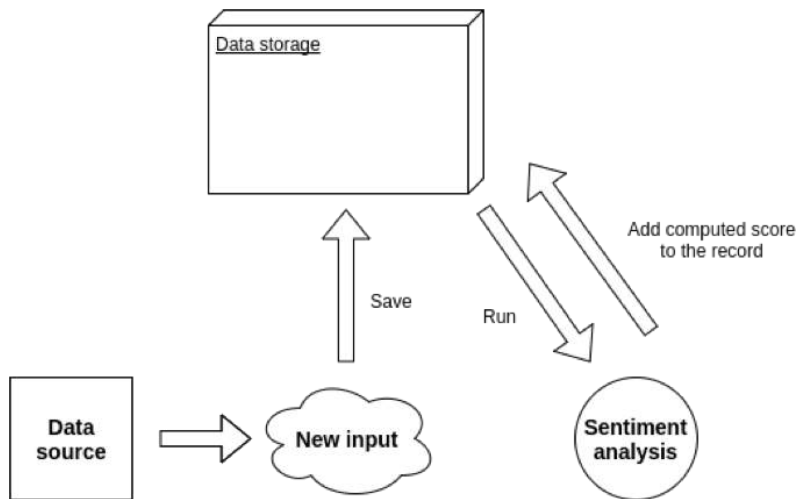 Data storage
Add computed score
to the record
Save
Run
Data
source
New input
Sentiment
analysis